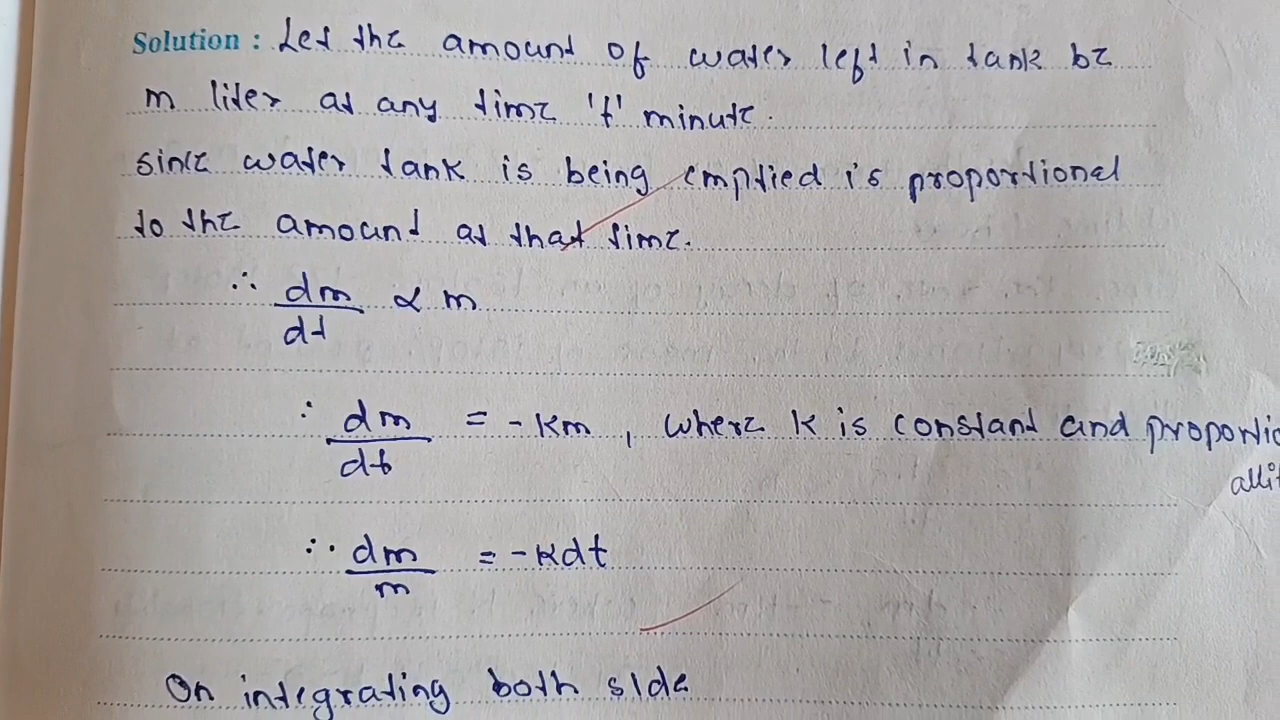 Solution : Let the amount of water left in tank be
m liter at any time 't' minute.
since water tank is being emptied is proportional
to the amount at that time.
∴ dm/dt ∝ m
∴ dm/dt = -km, where k is constant and proportio
alli
∴ dm/m = -kdt
On integrating both side